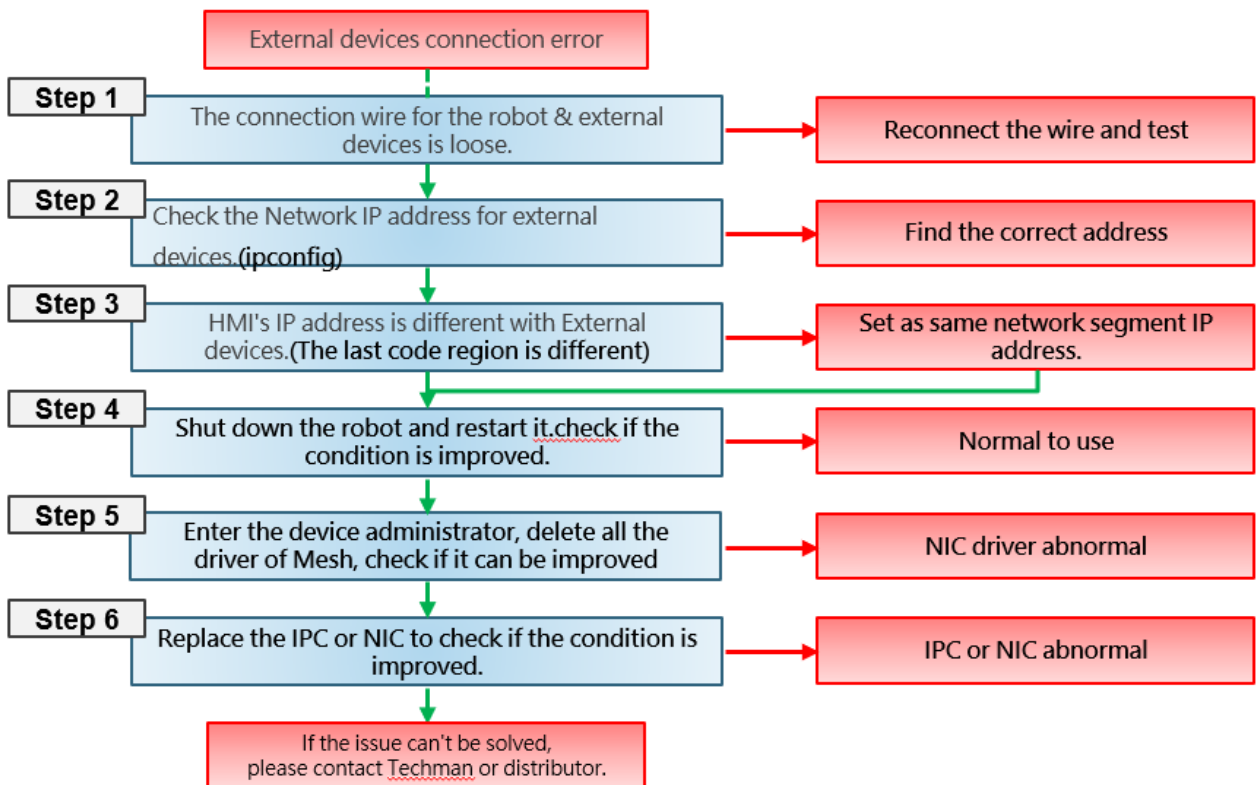 External devices connection error
Step 1
The connection wire for the robot & external
devices is loose.
Reconnect the wire and test
Step 2
Check the Network IP address for external
devices.(ipconfig)
Find the correct address
Step 3
HMI's IP address is different with External
devices.(The last code region is different)
Set as same network segment IP
address.
Step 4
Shut down the robot and restart it.check if the
condition is improved.
Normal to use
Step 5
Enter the device administrator, delete all the
driver of Mesh, check if it can be improved
NIC driver abnormal
Step 6
Replace the IPC or NIC to check if the condition is
improved.
IPC or NIC abnormal
If the issue can't be solved,
please contact Techman or distributor.